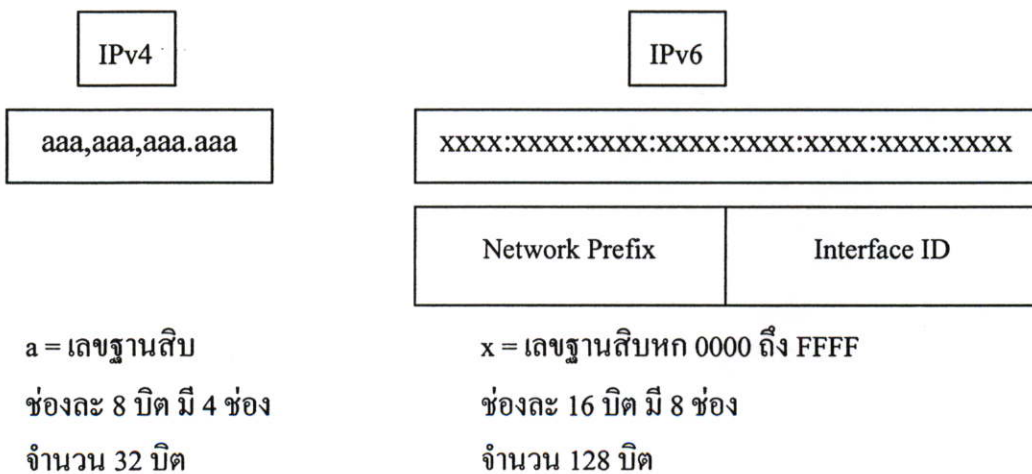 IPv4
IPv6
aaa,aaa,aaa.aaa
xxxx:xxxx:xxxx:xxxx:xxxx:xxxx:xxxx:xxxx
Network Prefix
Interface ID
a = เลขฐานสิบ
x = เลขฐานสิบหก 0000 ถึง FFFF
ช่องละ 8 บิต มี 4 ช่อง
ช่องละ 16 บิต มี 8 ช่อง
จำนวน 32 บิต
จำนวน 128 บิต